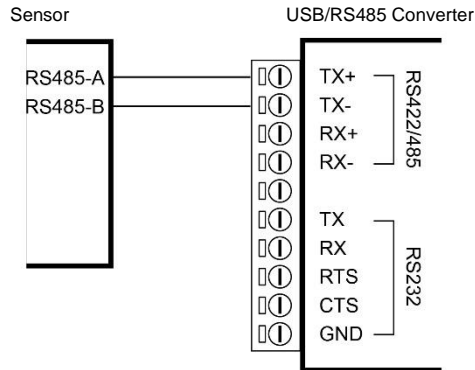 Sensor
USB/RS485 Converter
RS485-A
RS485-B
TX+
TX-
RX+
RX-
RS422/485
TX
RX
RTS
CTS
GND
RS232